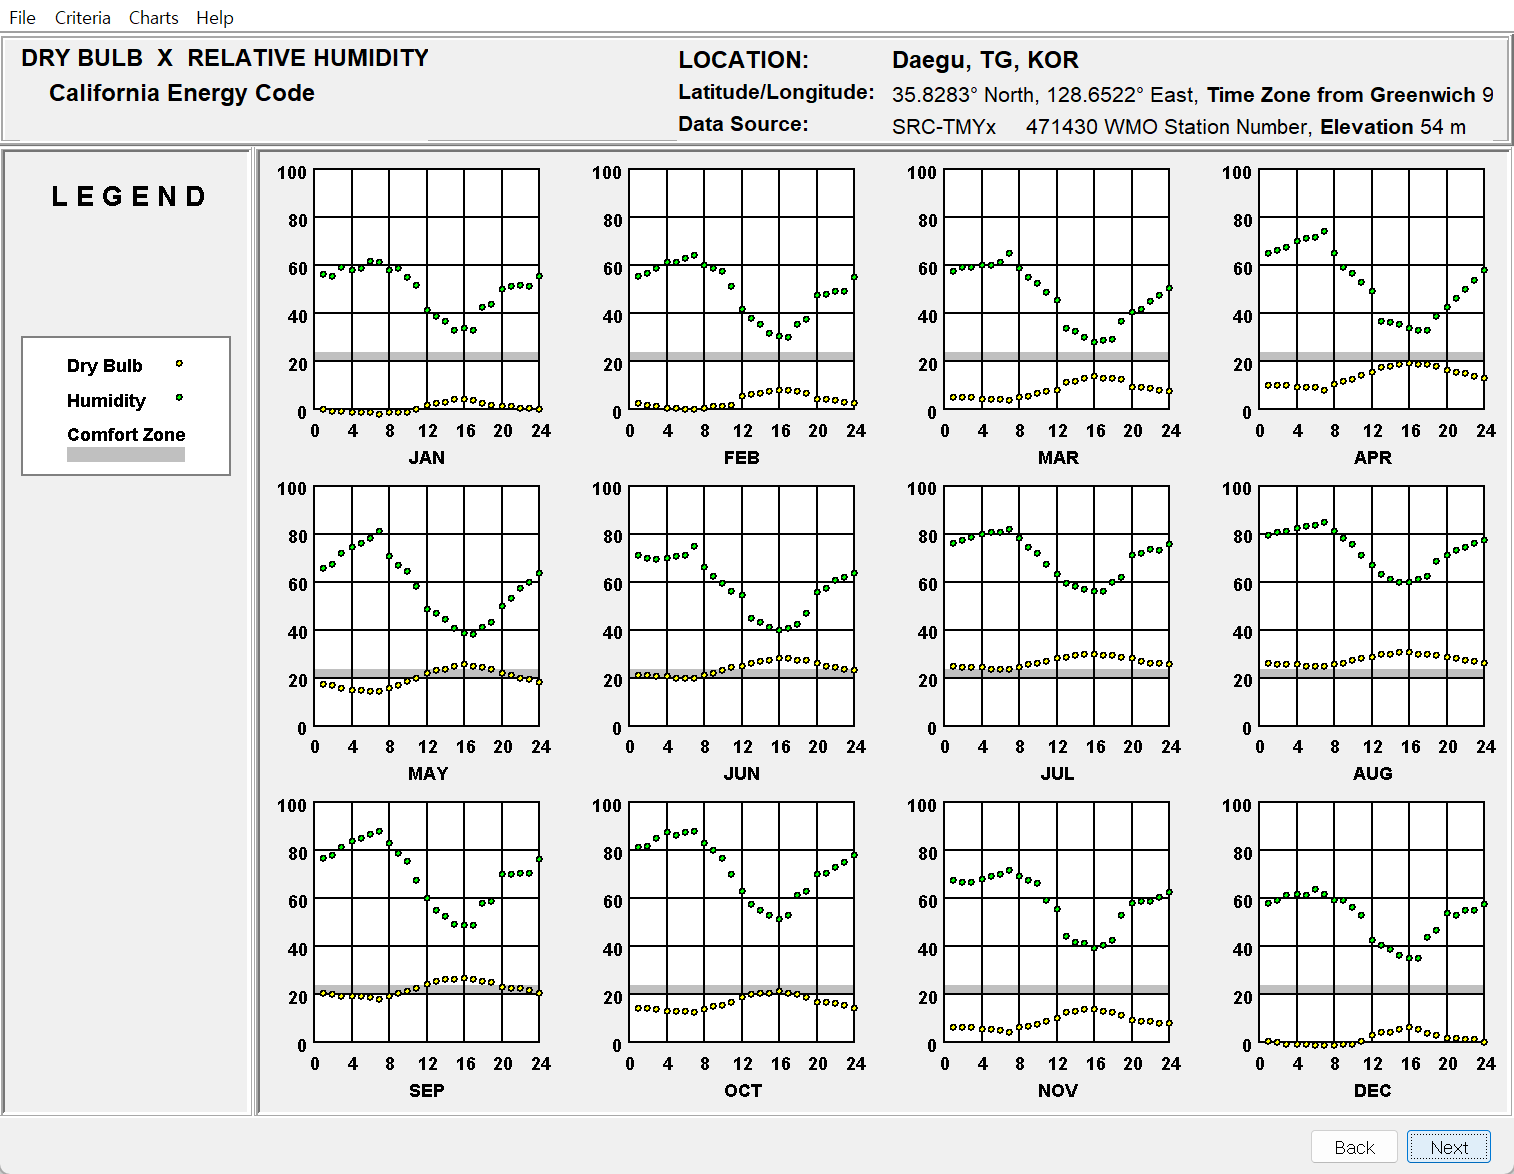 File Criteria Charts Help
DRY BULB X RELATIVE HUMIDITY
California Energy Code
LOCATION: Daegu, TG, KOR
Latitude/Longitude: 35.8283° North, 128.6522° East, Time Zone from Greenwich 9
Data Source: SRC-TMYx 471430 WMO Station Number, Elevation 54 m
LEGEND
Dry Bulb
Humidity
Comfort Zone
100 100 100 100
80 80 80 80
60 60 60 60
40 40 40 40
20 20 20 20
0 0 0 0
0 4 8 12 16 20 24 0 4 8 12 16 20 24 0 4 8 12 16 20 24 0 4 8 12 16 20 24
JAN FEB MAR APR
100 100 100 100
80 80 80 80
60 60 60 60
40 40 40 40
20 20 20 20
0 0 0 0
0 4 8 12 16 20 24 0 4 8 12 16 20 24 0 4 8 12 16 20 24 0 4 8 12 16 20 24
MAY JUN JUL AUG
100 100 100 100
80 80 80 80
60 60 60 60
40 40 40 40
20 20 20 20
0 0 0 0
0 4 8 12 16 20 24 0 4 8 12 16 20 24 0 4 8 12 16 20 24 0 4 8 12 16 20 24
SEP OCT NOV DEC
Back Next